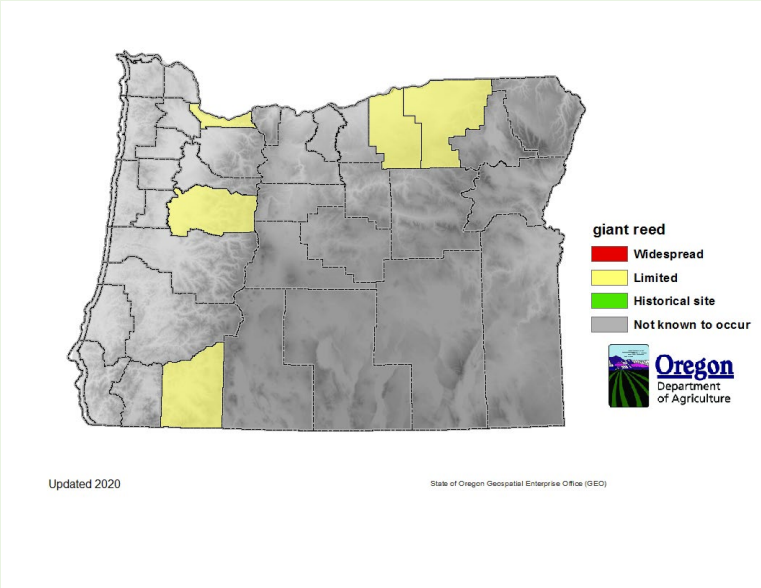 giant reed
Widespread
Limited
Historical site
Not known to occur
Oregon
Department
of Agriculture
Updated 2020
State of Oregon Geospatial Enterprise Office (GEO)